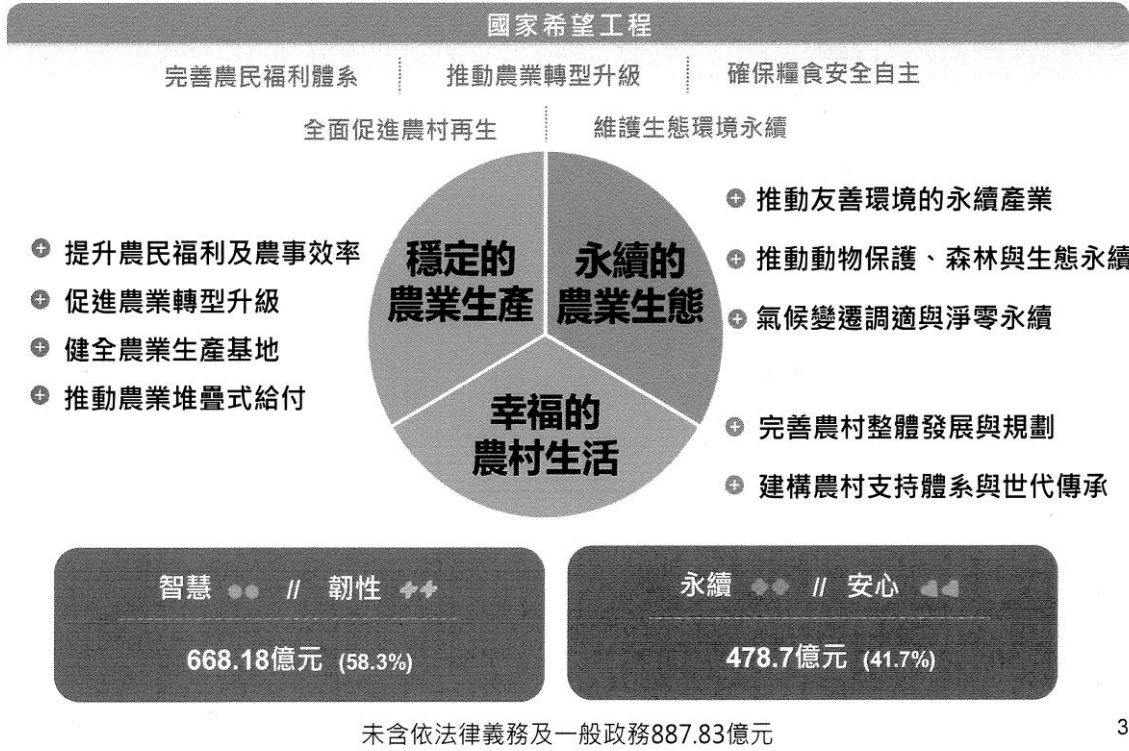 國家希望工程
完善農民福利體系
推動農業轉型升級
確保糧食安全自主
全面促進農村再生
維護生態環境永續
提升農民福利及農事效率
促進農業轉型升級
健全農業生產基地
推動農業堆疊式給付
穩定的
農業生產
永續的
農業生態
幸福的
農村生活
推動友善環境的永續產業
推動動物保護、森林與生態永續
氣候變遷調適與淨零永續
完善農村整體發展與規劃
建構農村支持體系與世代傳承
智慧 // 韌性
668.18億元 (58.3%)
永續 // 安心
478.7億元 (41.7%)
未含依法律義務及一般政務887.83億元
3